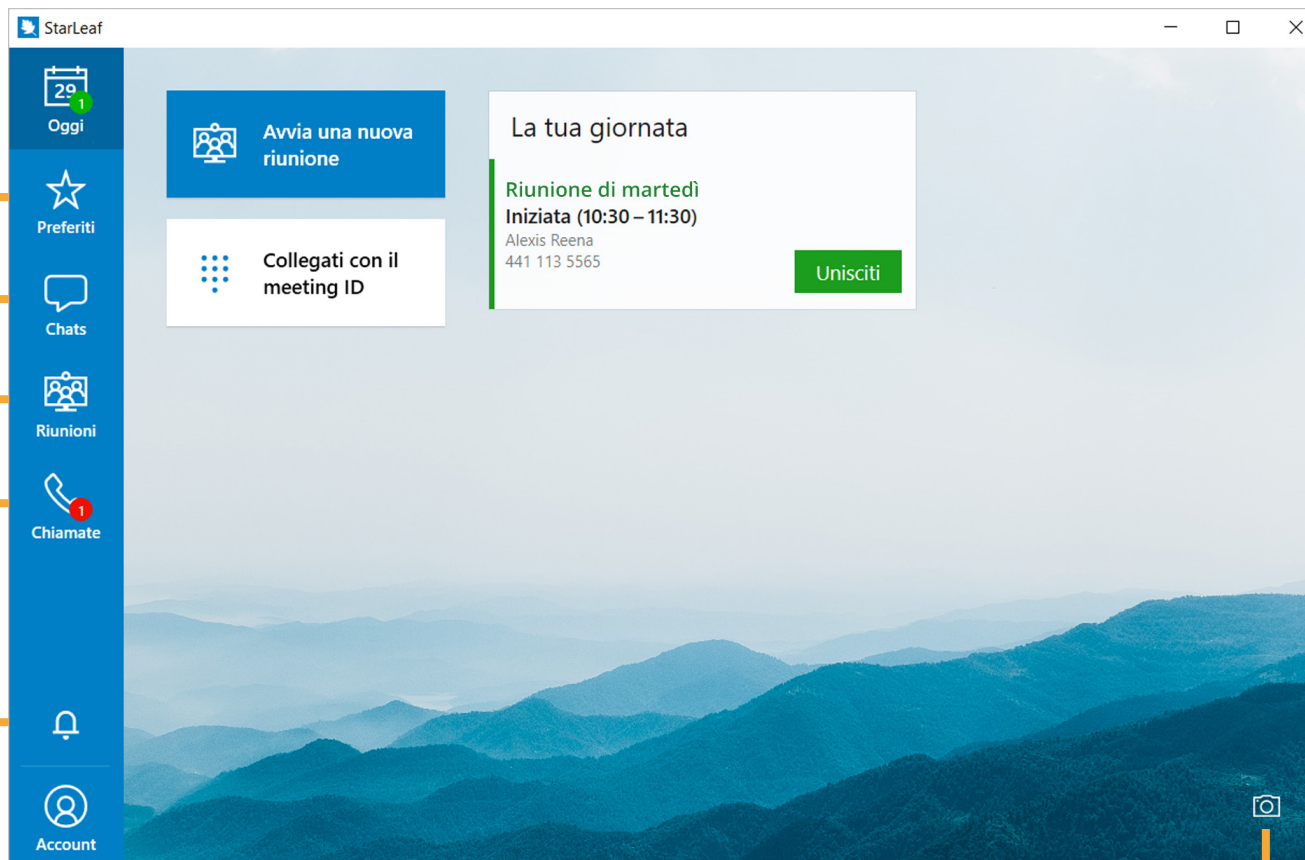 StarLeaf
29
1
Oggi
Preferiti
Chats
Riunioni
1
Chiamate
Account
Avvia una nuova
riunione
Collegati con il
meeting ID
La tua giornata
Riunione di martedì
Iniziata (10:30 – 11:30)
Alexis Reena
441 113 5565
Unisciti